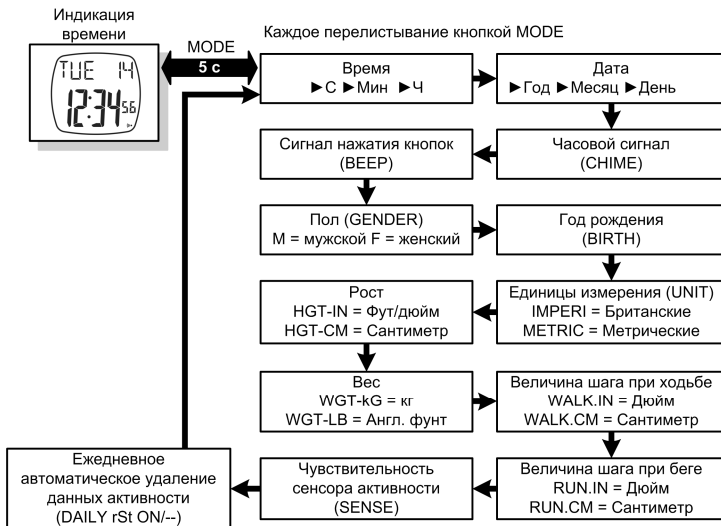 Индикация
времени
TUE 14
12:34 56
MODE
5 с
Каждое перелистывание кнопкой MODE
Время
►С ►Мин ►Ч
Дата
►Год ►Месяц ►День
Сигнал нажатия кнопок
(BEEP)
Часовой сигнал
(CHIME)
Пол (GENDER)
М = мужской F = женский
Год рождения
(BIRTH)
Рост
HGT-IN = Фут/дюйм
HGT-CM = Сантиметр
Единицы измерения (UNIT)
IMPERI = Британские
METRIC = Метрические
Вес
WGT-kG = кг
WGT-LB = Англ. фунт
Величина шага при ходьбе
WALK.IN = Дюйм
WALK.CM = Сантиметр
Ежедневное
автоматическое удаление
данных активности
(DAILY rSt ON/--)
Чувствительность
сенсора активности
(SENSE)
Величина шага при беге
RUN.IN = Дюйм
RUN.CM = Сантиметр